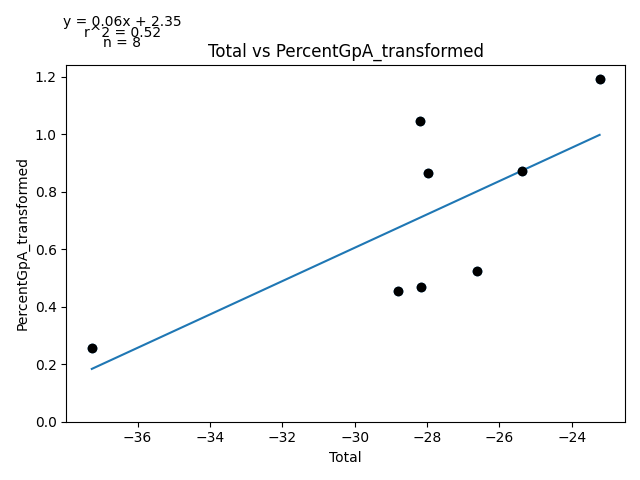 y = 0.06x + 2.35
r^2 = 0.52
n = 8
Total vs PercentGpA_transformed
1.2
1.0
0.8
0.6
0.4
0.2
0.0
PercentGpA_transformed
−36
−34
−32
−30
−28
−26
−24
Total